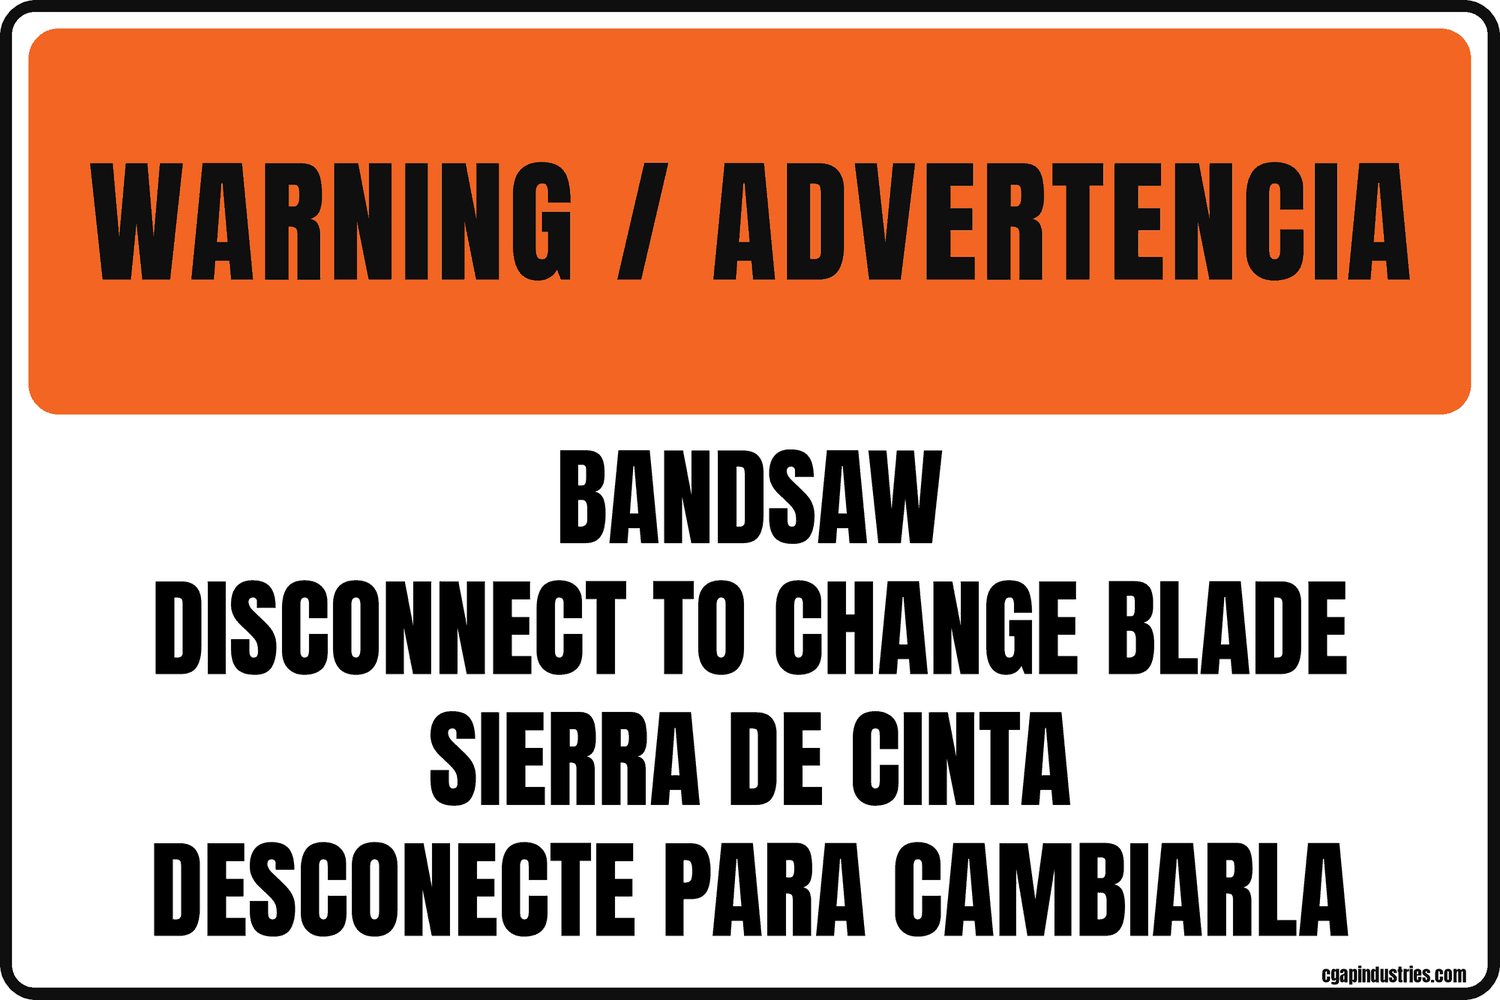 WARNING / ADVERTENCIA
BANDSAW
DISCONNECT TO CHANGE BLADE
SIERRA DE CINTA
DESCONECTE PARA CAMBIARLA
cgapindustries.com